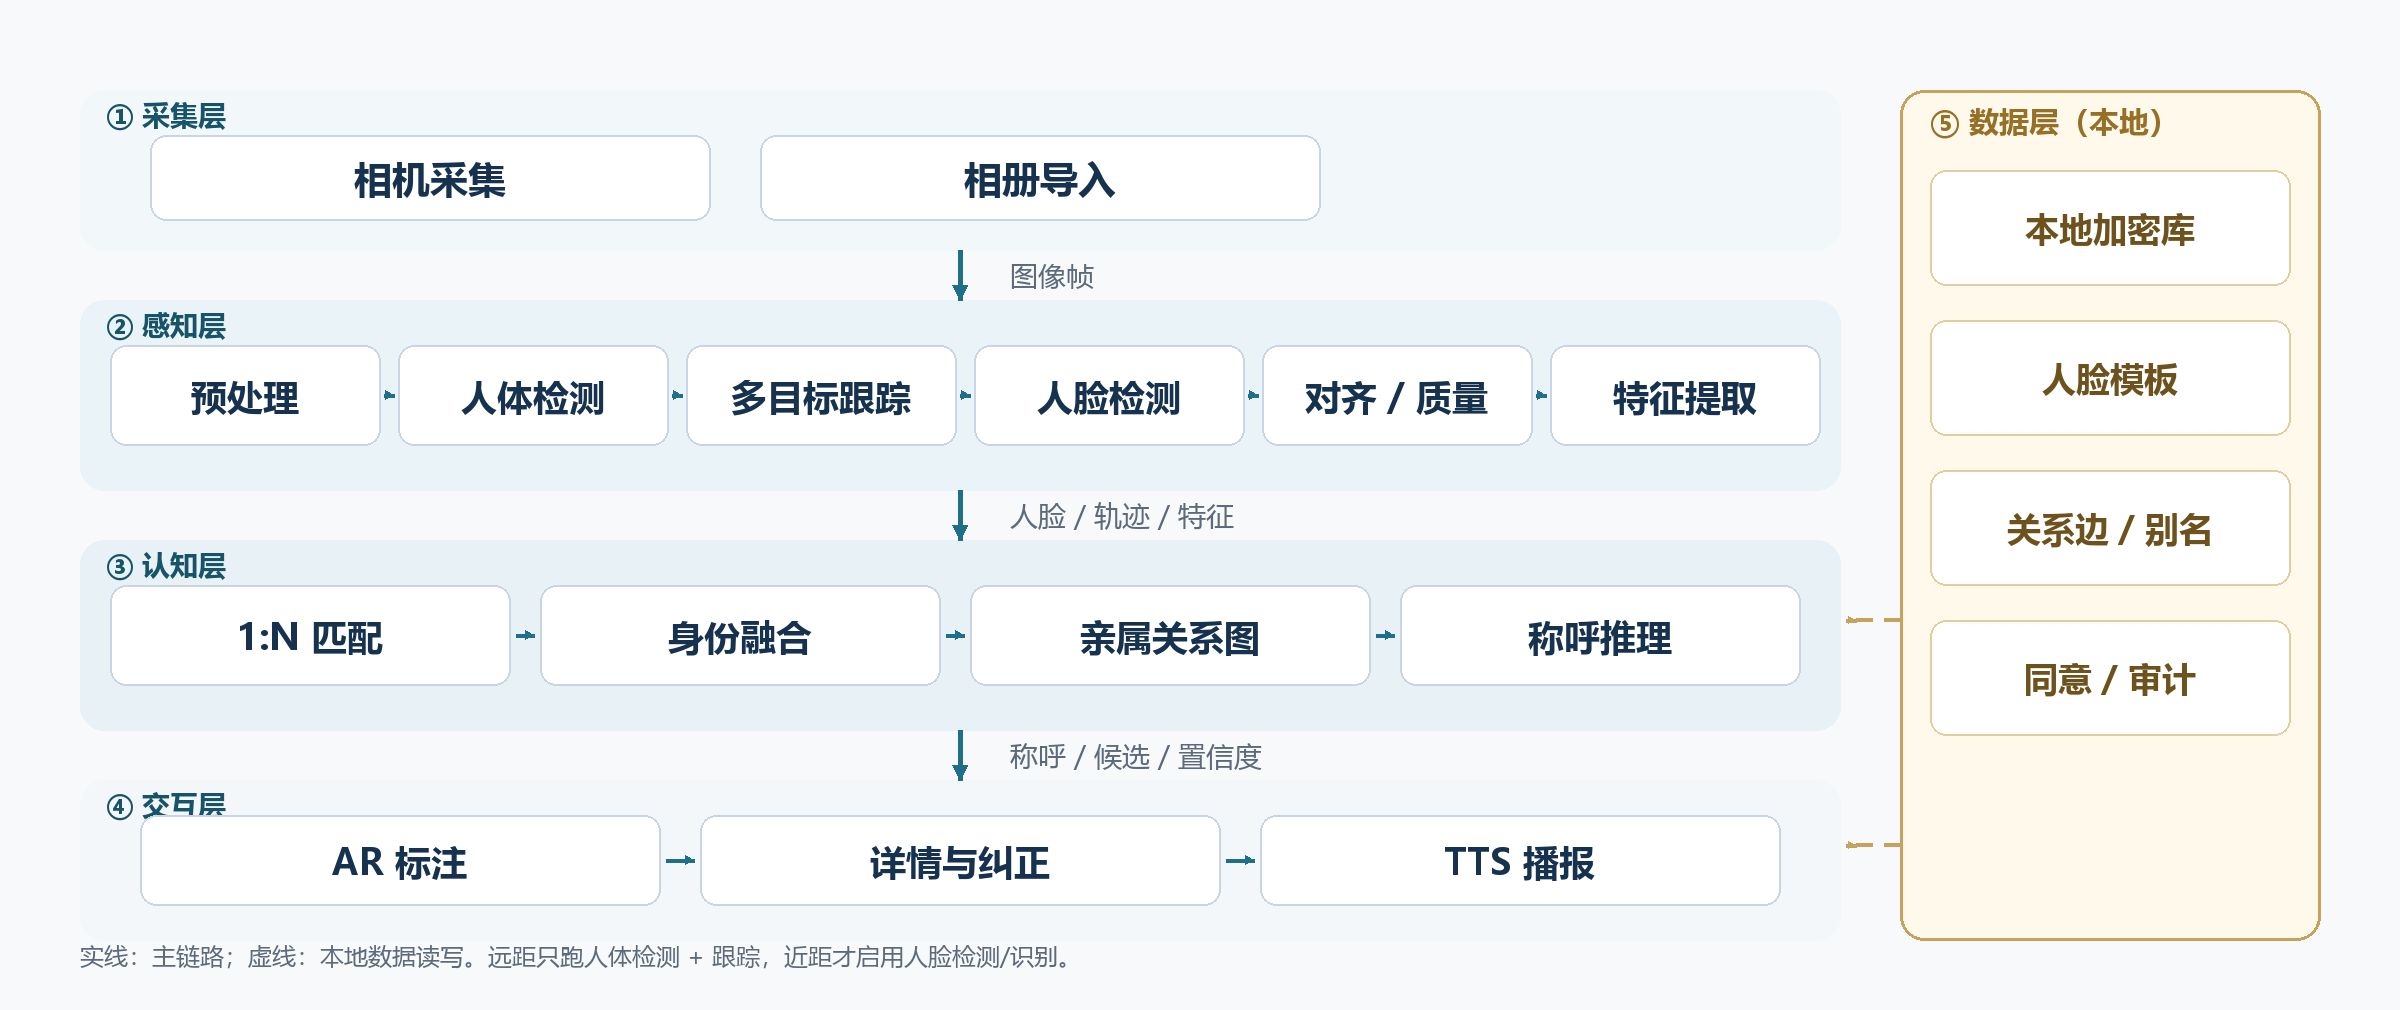 ① 采集层
相机采集
相册导入
图像帧
② 感知层
预处理
人体检测
多目标跟踪
人脸检测
对齐 / 质量
特征提取
人脸 / 轨迹 / 特征
③ 认知层
1:N 匹配
身份融合
亲属关系图
称呼推理
称呼 / 候选 / 置信度
④ 交互层
AR 标注
详情与纠正
TTS 播报
⑤ 数据层（本地）
本地加密库
人脸模板
关系边 / 别名
同意 / 审计
实线：主链路；虚线：本地数据读写。远距只跑人体检测 + 跟踪，近距才启用人脸检测/识别。